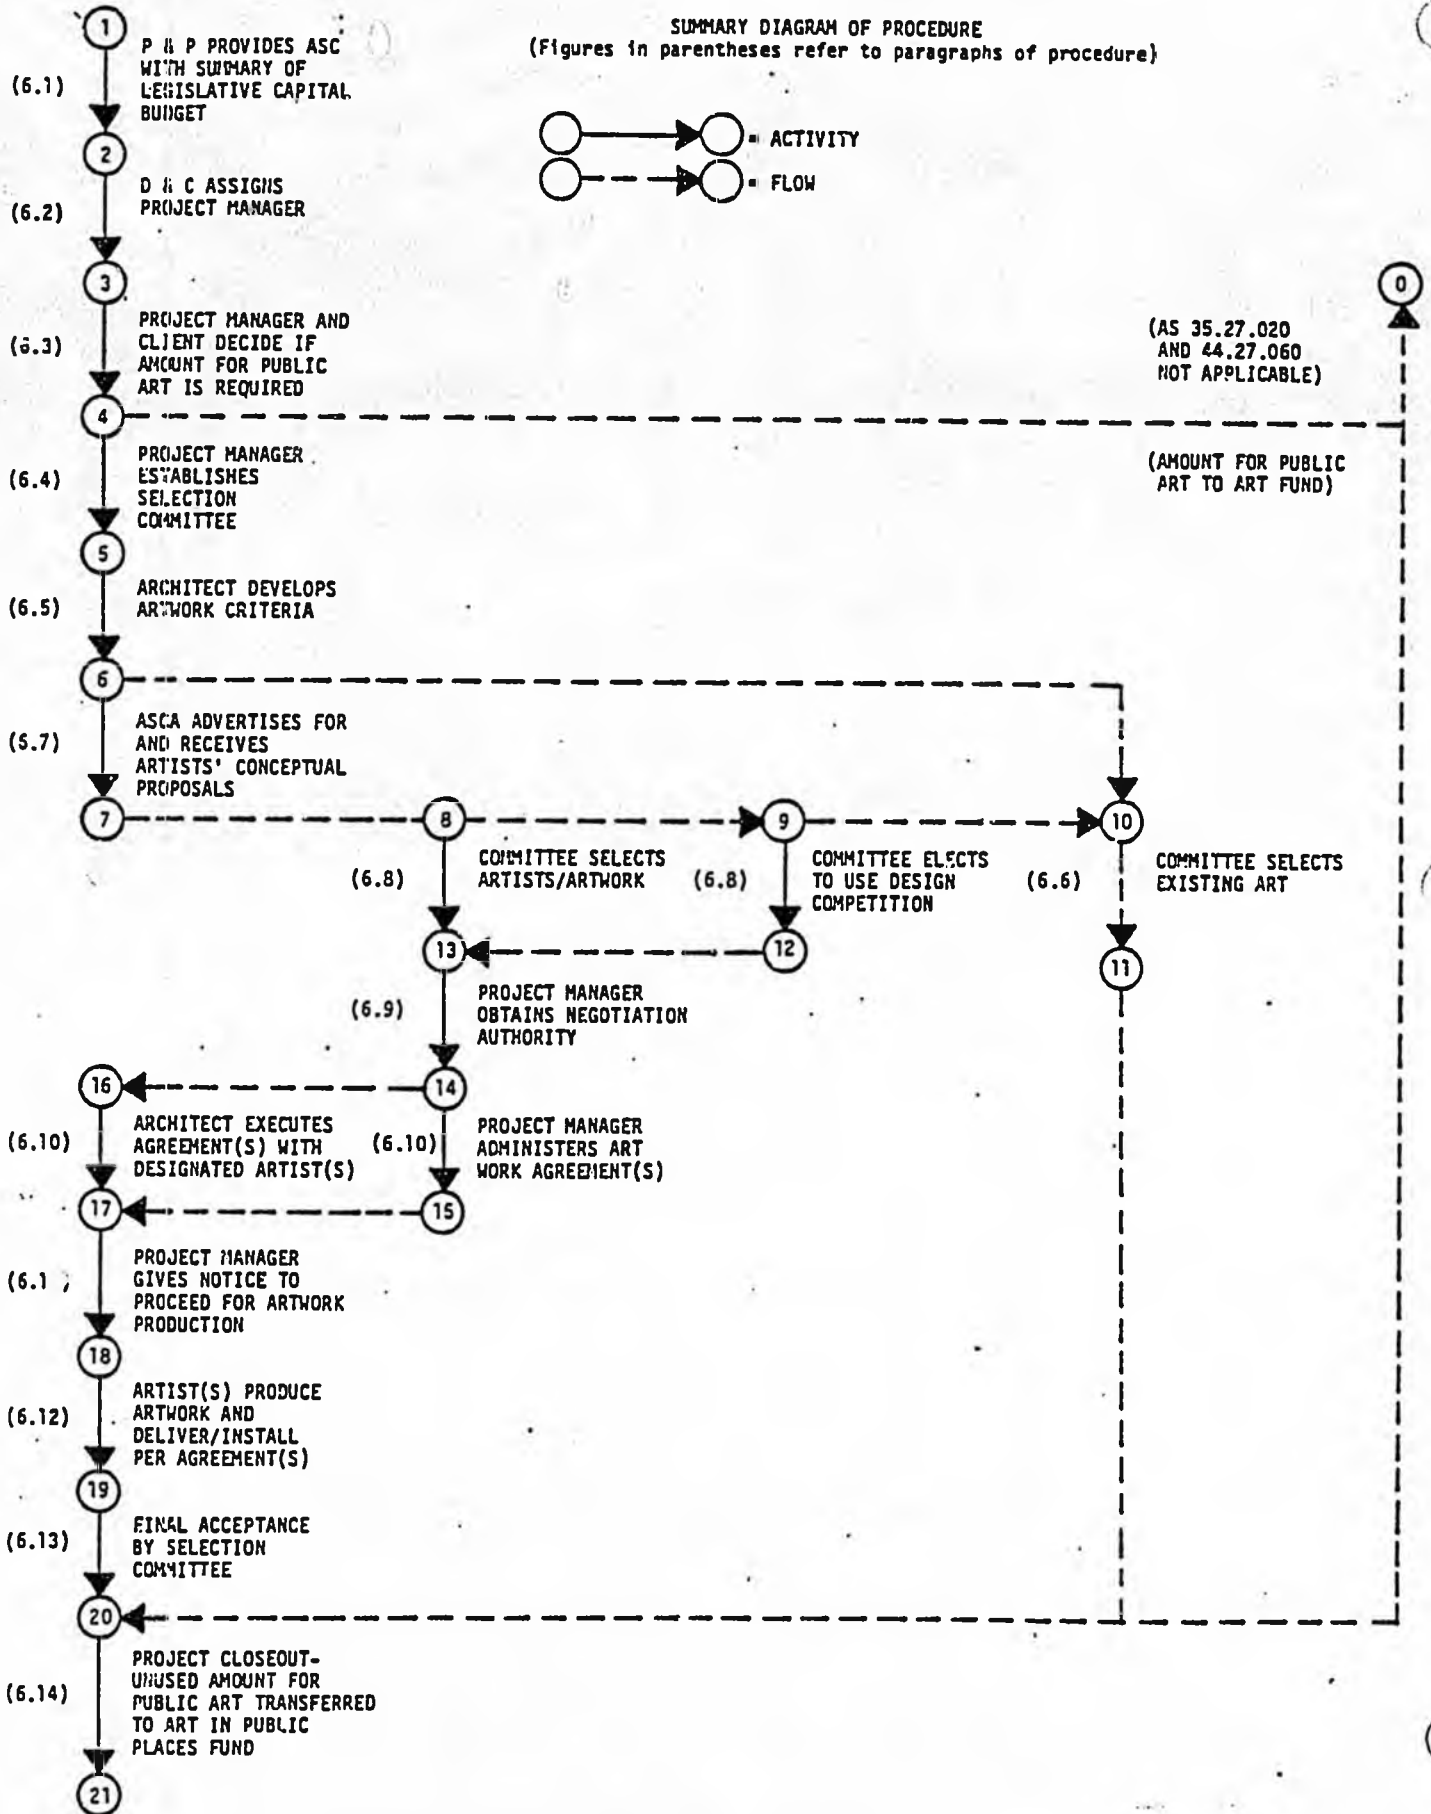 SUMMARY DIAGRAM OF PROCEDURE
(Figures in parentheses refer to paragraphs of procedure)
= ACTIVITY
= FLOW
1
(6.1)
P & P PROVIDES ASC
WITH SUMMARY OF
LEGISLATIVE CAPITAL
BUDGET
2
(6.2)
D & C ASSIGNS
PROJECT MANAGER
3
0
(6.3)
PROJECT MANAGER AND
CLIENT DECIDE IF
AMOUNT FOR PUBLIC
ART IS REQUIRED
(AS 35.27.020
AND 44.27.060
NOT APPLICABLE)
4
(6.4)
PROJECT MANAGER
ESTABLISHES
SELECTION
COMMITTEE
(AMOUNT FOR PUBLIC
ART TO ART FUND)
5
(6.5)
ARCHITECT DEVELOPS
ARTWORK CRITERIA
6
(6.7)
ASCA ADVERTISES FOR
AND RECEIVES
ARTISTS' CONCEPTUAL
PROPOSALS
7
8
9
10
(6.8)
COMMITTEE SELECTS
ARTISTS/ARTWORK
(6.8)
COMMITTEE ELECTS
TO USE DESIGN
COMPETITION
(6.6)
COMMITTEE SELECTS
EXISTING ART
13
12
11
(6.9)
PROJECT MANAGER
OBTAINS NEGOTIATION
AUTHORITY
16
14
(6.10)
ARCHITECT EXECUTES
AGREEMENT(S) WITH
DESIGNATED ARTIST(S)
(6.10)
PROJECT MANAGER
ADMINISTERS ART
WORK AGREEMENT(S)
17
15
(6.1
PROJECT MANAGER
GIVES NOTICE TO
PROCEED FOR ARTWORK
PRODUCTION
18
(6.12)
ARTIST(S) PRODUCE
ARTWORK AND
DELIVER/INSTALL
PER AGREEMENT(S)
19
(6.13)
FINAL ACCEPTANCE
BY SELECTION
COMMITTEE
20
(6.14)
PROJECT CLOSEOUT-
UNUSED AMOUNT FOR
PUBLIC ART TRANSFERRED
TO ART IN PUBLIC
PLACES FUND
21